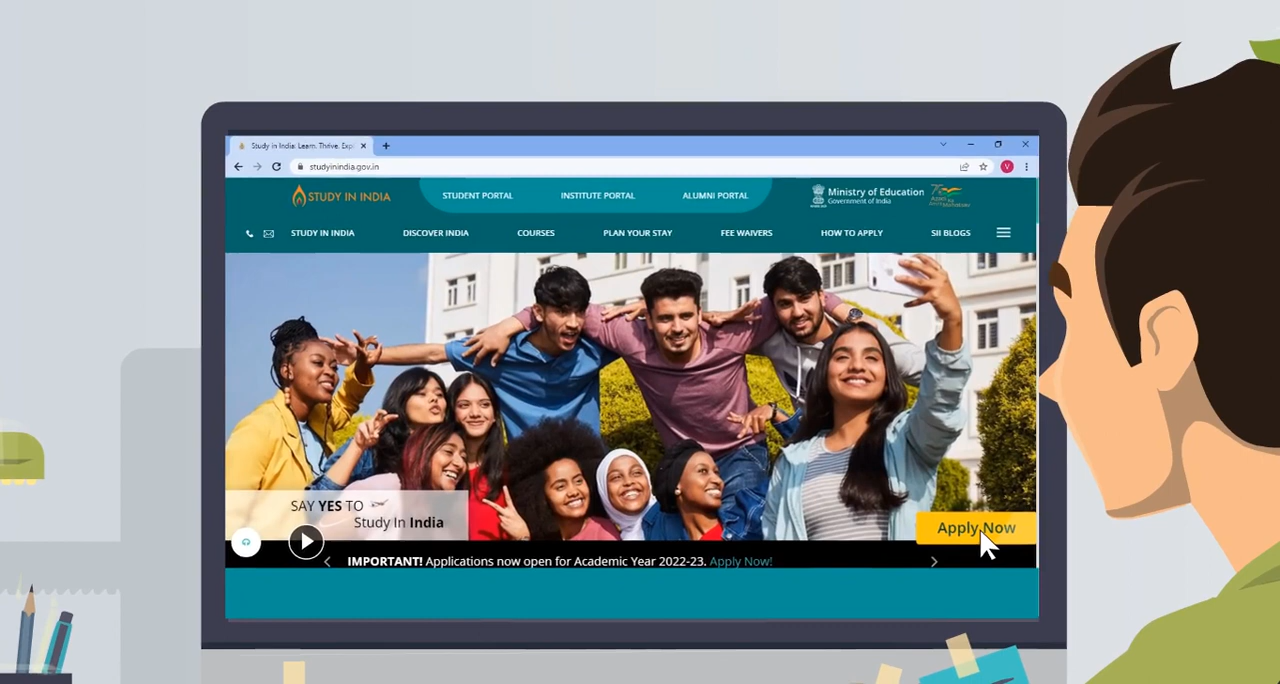 Study in India. Learn. Thrive. Exp
studyinindia.gov.in
V
STUDY IN INDIA
STUDENT PORTAL
INSTITUTE PORTAL
ALUMNI PORTAL
Ministry of Education
Government of India
STUDY IN INDIA
DISCOVER INDIA
COURSES
PLAN YOUR STAY
FEE WAIVERS
HOW TO APPLY
SII BLOGS
SAY YES TO
Study In India
Apply Now
IMPORTANT! Applications now open for Academic Year 2022-23. Apply Now!